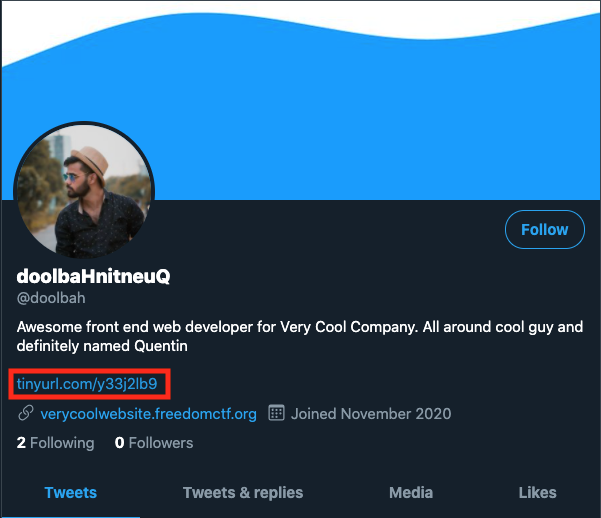 Follow
doolbaHnitneuQ
@doolbah
Awesome front end web developer for Very Cool Company. All around cool guy and
definitely named Quentin
tinyurl.com/y33j2lb9
verycoolwebsite.freedomctf.org Joined November 2020
2 Following 0 Followers
Tweets Tweets & replies Media Likes